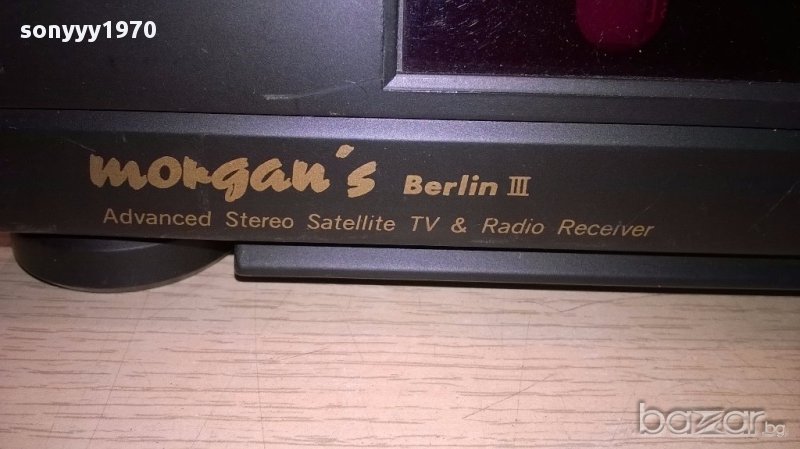 sonyyy1970
morgan's Berlin III
Advanced Stereo Satellite TV & Radio Receiver
bazar.bg